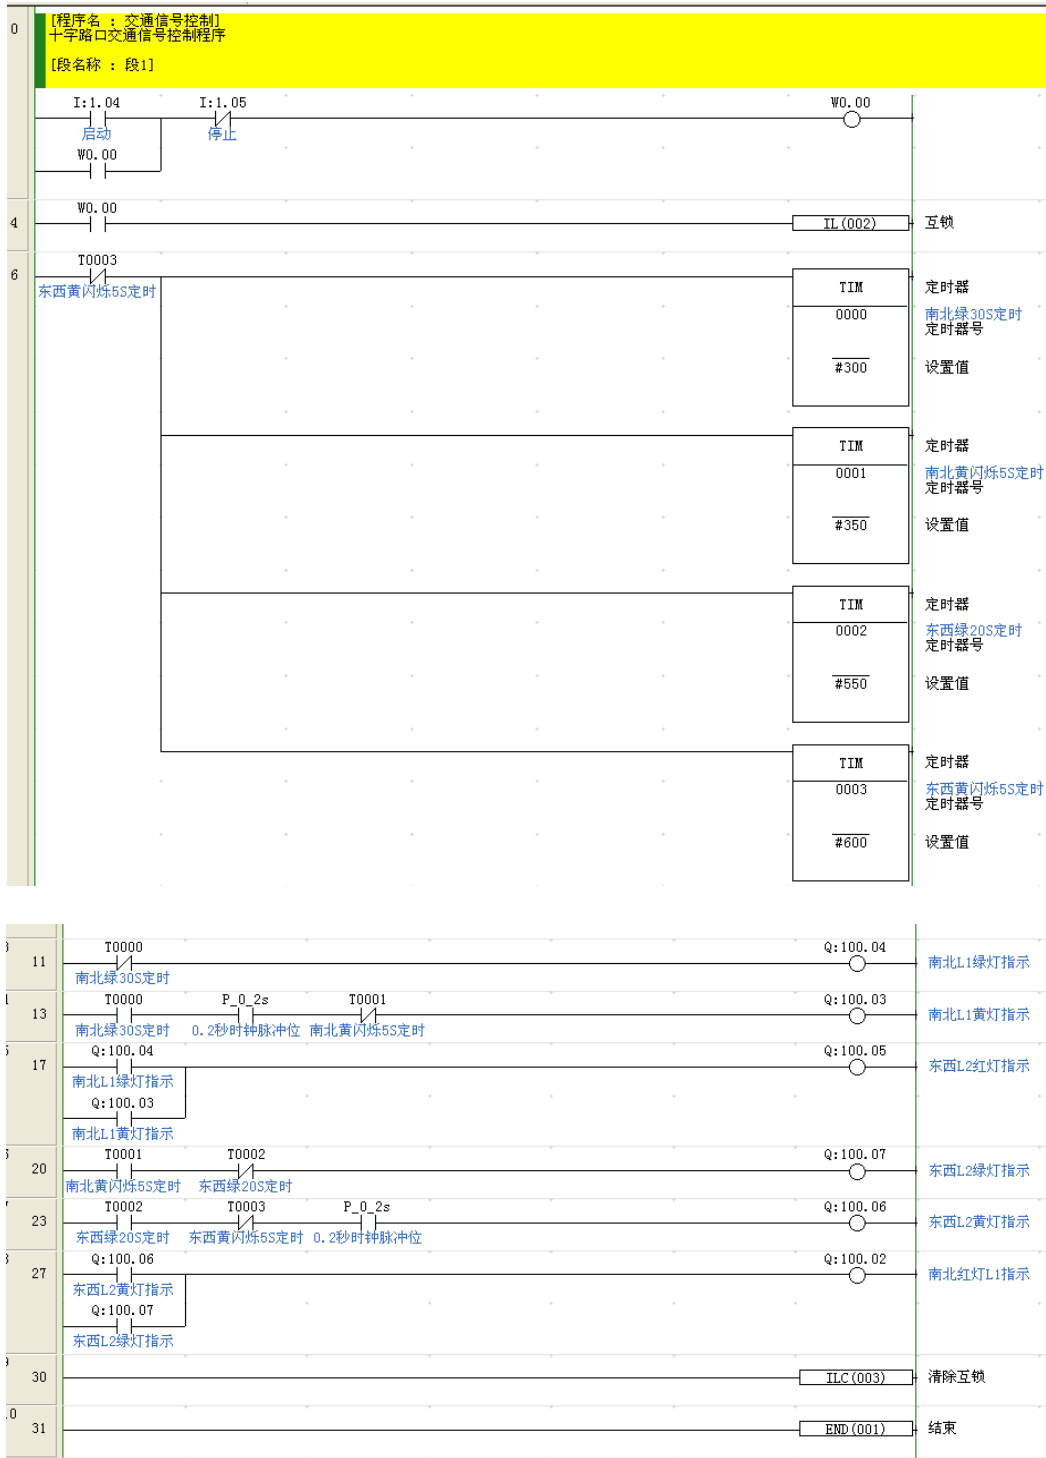 [程序名 : 交通信号控制]
0
十字路口交通信号控制程序
[段名称 : 段1]
I:1.04 I:1.05 W0.00
启动 停止
W0.00
W0.00
4 IL(002) 互锁
T0003
6
东西黄闪烁5S定时
TIM 定时器
0000 南北绿30S定时
定时器号
#300 设置值
TIM 定时器
0001 南北黄闪烁5S定时
定时器号
#350 设置值
TIM 定时器
0002 东西绿20S定时
定时器号
#550 设置值
TIM 定时器
0003 东西黄闪烁5S定时
定时器号
#600 设置值
T0000 Q:100.04
11 南北L1绿灯指示
南北绿30S定时
T0000 P_0_2s T0001 Q:100.03
13 南北L1黄灯指示
南北绿30S定时 0.2秒时钟脉冲位 南北黄闪烁5S定时
Q:100.04 Q:100.05
17 东西L2红灯指示
南北L1绿灯指示
Q:100.03
南北L1黄灯指示
T0001 T0002 Q:100.07
20 东西L2绿灯指示
南北黄闪烁5S定时 东西绿20S定时
T0002 T0003 P_0_2s Q:100.06
23 东西L2黄灯指示
东西绿20S定时 东西黄闪烁5S定时 0.2秒时钟脉冲位
Q:100.06 Q:100.02
27 南北红灯L1指示
东西L2黄灯指示
Q:100.07
东西L2绿灯指示
30 ILC(003) 清除互锁
31 END(001) 结束